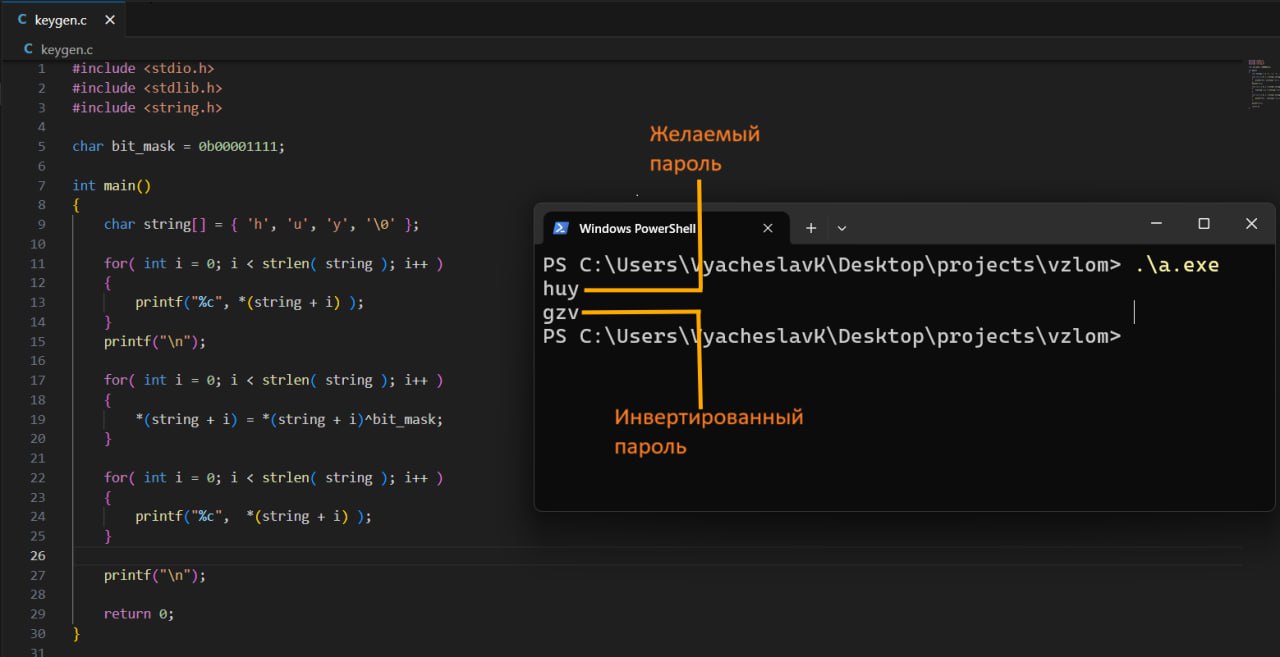 keygen.c
keygen.c
1 #include <stdio.h>
2 #include <stdlib.h>
3 #include <string.h>
4
5 char bit_mask = 0b00001111;
6
7 int main()
8 {
9 char string[] = { 'h', 'u', 'y', '\0' };
10
11 for( int i = 0; i < strlen( string ); i++ )
12 {
13 printf("%c", *(string + i) );
14 }
15 printf("\n");
16
17 for( int i = 0; i < strlen( string ); i++ )
18 {
19 *(string + i) = *(string + i)^bit_mask;
20 }
21
22 for( int i = 0; i < strlen( string ); i++ )
23 {
24 printf("%c",  *(string + i) );
25 }
26
27 printf("\n");
28
29 return 0;
30 }
31
Желаемый
пароль
Windows PowerShell
PS C:\Users\VyacheslavK\Desktop\projects\vzlom> .\a.exe
huy
gzv
PS C:\Users\VyacheslavK\Desktop\projects\vzlom>
Инвертированный
пароль